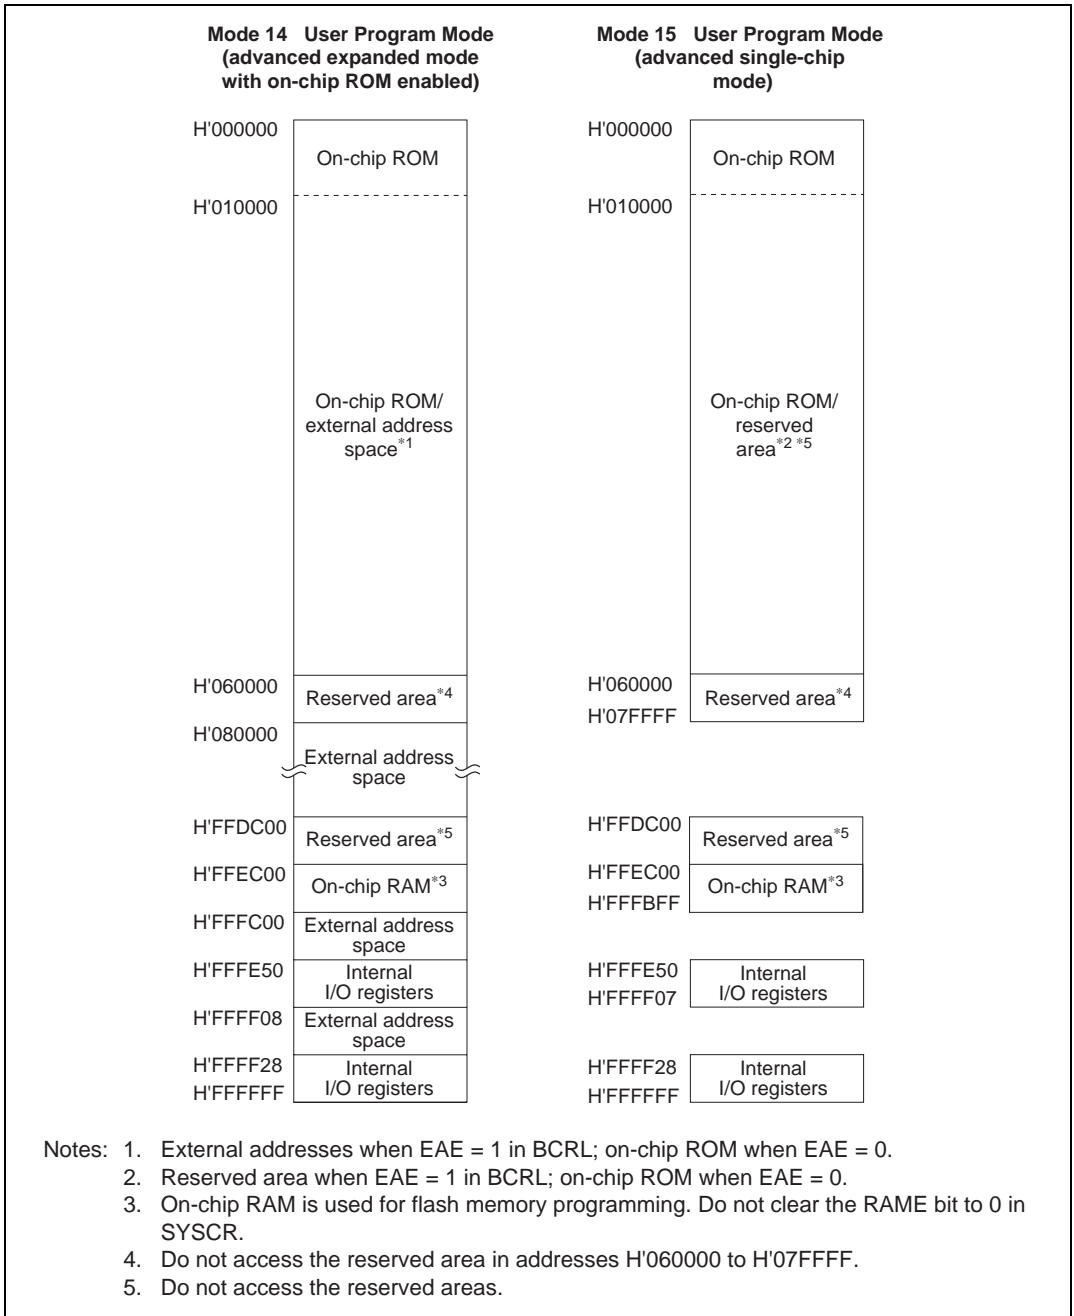 Mode 14 User Program Mode
(advanced expanded mode
with on-chip ROM enabled)
H'000000
On-chip ROM
H'010000
On-chip ROM/
external address
space*1
H'060000
Reserved area*4
H'080000
External address
space
H'FFDC00
Reserved area*5
H'FFEC00
On-chip RAM*3
H'FFFC00
External address
space
H'FFFE50
Internal
I/O registers
H'FFFF08
External address
space
H'FFFF28
Internal
I/O registers
H'FFFFFF
Mode 15 User Program Mode
(advanced single-chip
mode)
H'000000
On-chip ROM
H'010000
On-chip ROM/
reserved
area*2 *5
H'060000
Reserved area*4
H'07FFFF
H'FFDC00
Reserved area*5
H'FFEC00
On-chip RAM*3
H'FFFBFF
H'FFFE50
Internal
I/O registers
H'FFFF07
H'FFFF28
Internal
I/O registers
H'FFFFFF
Notes: 1. External addresses when EAE = 1 in BCRL; on-chip ROM when EAE = 0.
2. Reserved area when EAE = 1 in BCRL; on-chip ROM when EAE = 0.
3. On-chip RAM is used for flash memory programming. Do not clear the RAME bit to 0 in
SYSCR.
4. Do not access the reserved area in addresses H'060000 to H'07FFFF.
5. Do not access the reserved areas.